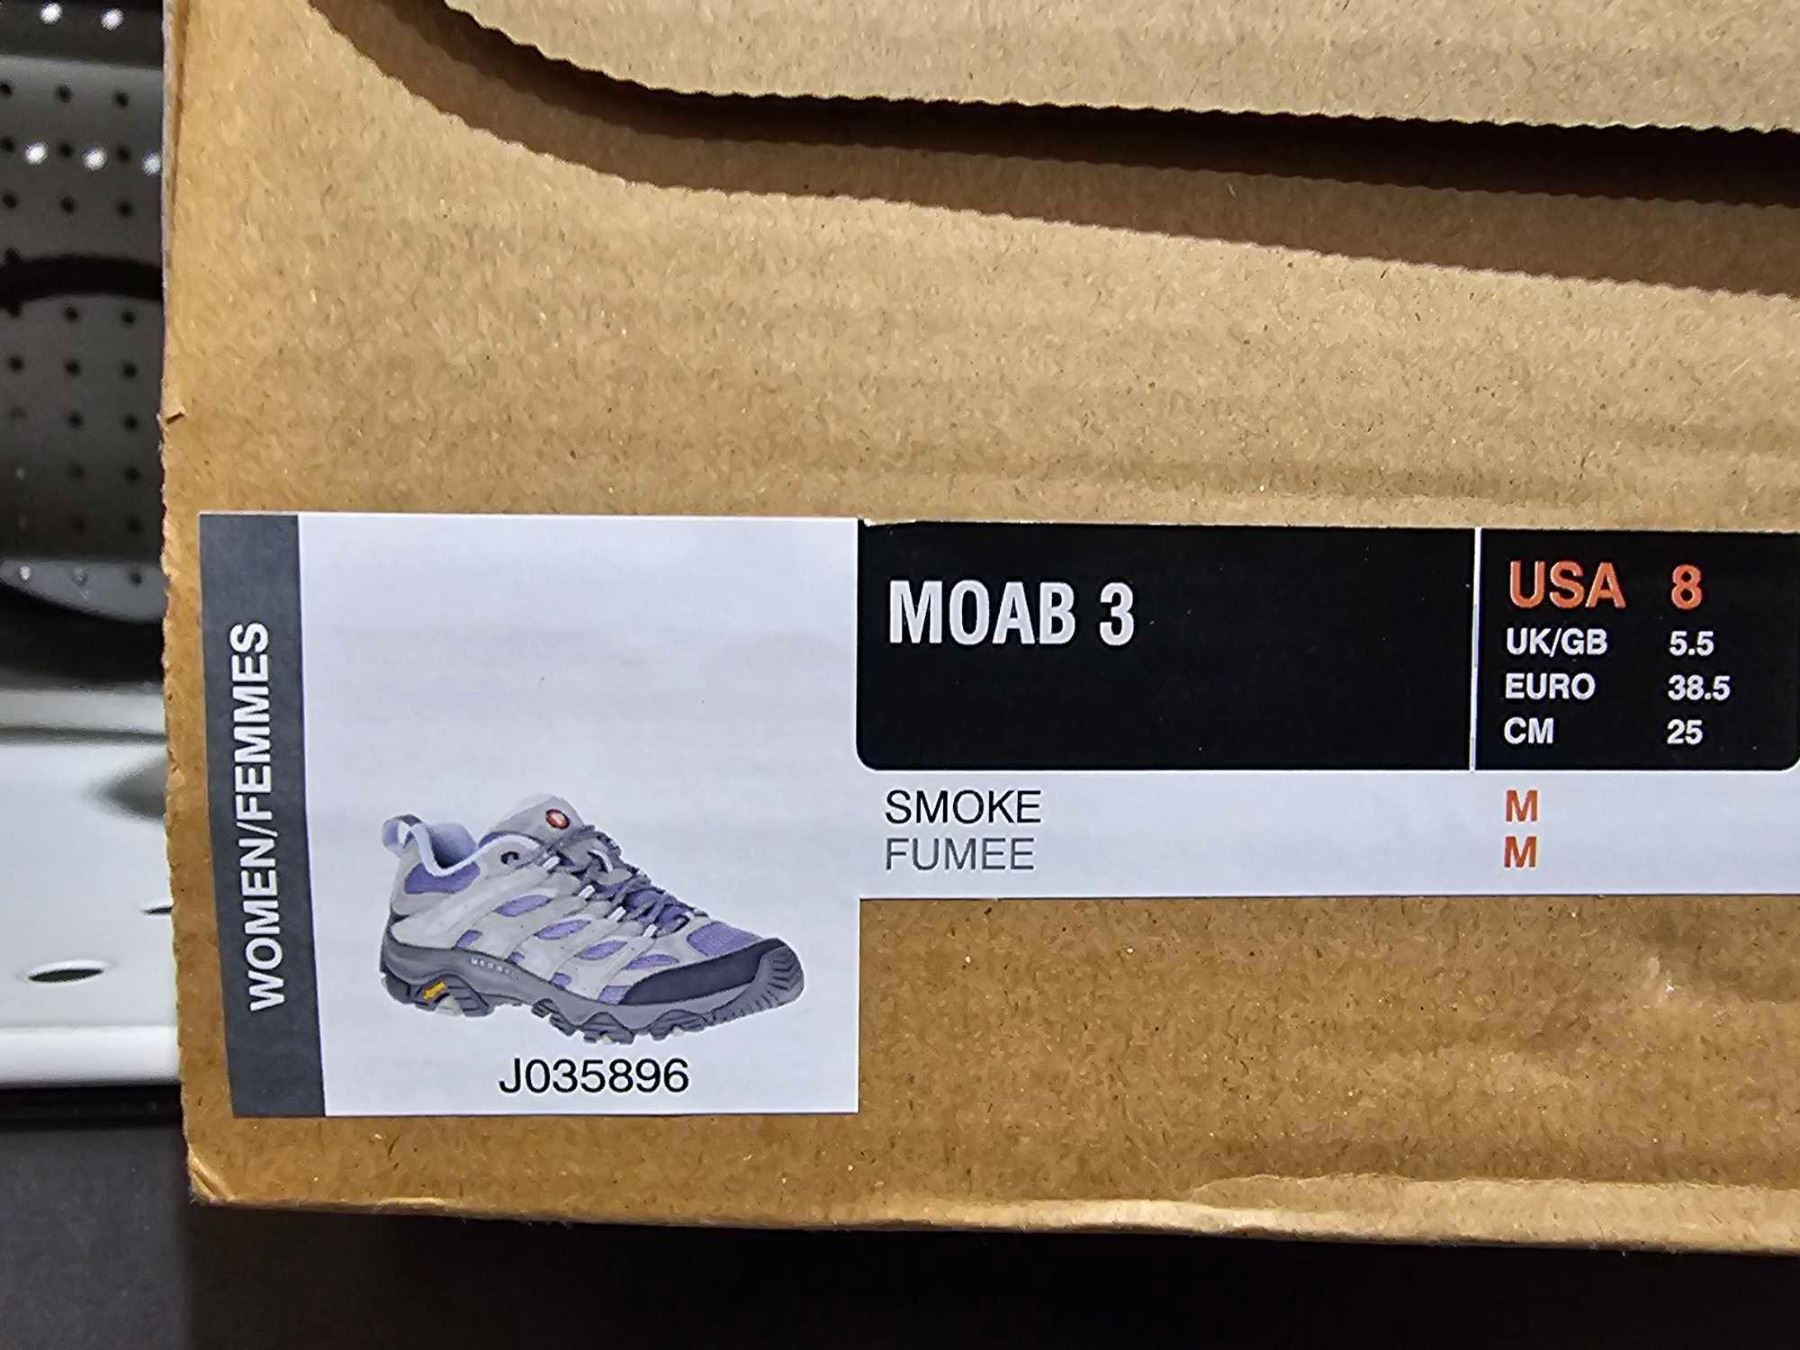 WOMEN/FEMMES
J035896
MOAB 3
USA 8
UK/GB 5.5
EURO 38.5
CM 25
SMOKE M
FUMEE M